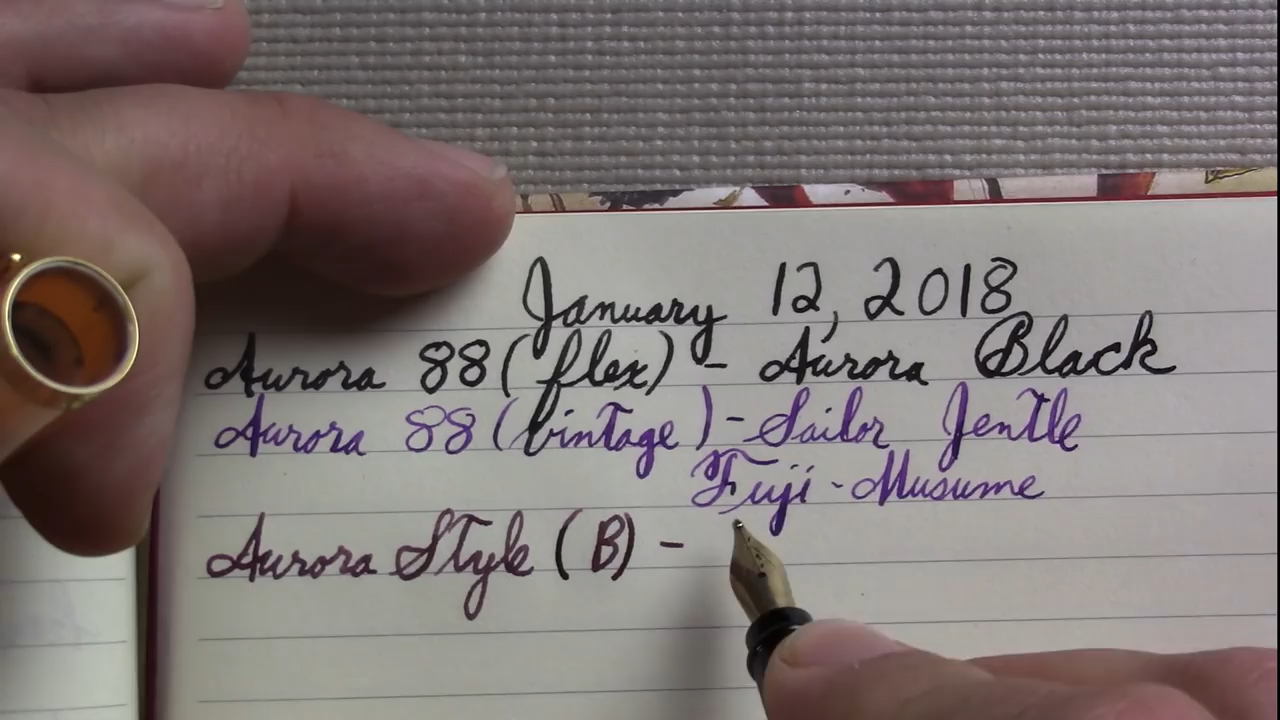 January 12, 2018
Aurora 88 (flex) - Aurora Black
Aurora 88 (vintage) - Sailor Jentle
Fuji - Musume
Aurora Style (B) -